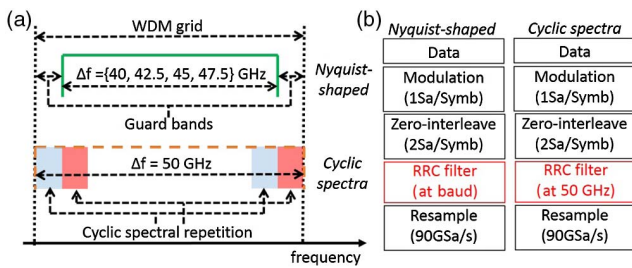 (a)
WDM grid
Δf ={40, 42.5, 45, 47.5} GHz
Guard bands
Nyquist-
shaped
Δf = 50 GHz
Cyclic
spectra
Cyclic spectral repetition
frequency
(b)
Nyquist-shaped
Data
Modulation
(1Sa/Symb)
Zero-interleave
(2Sa/Symb)
RRC filter
(at baud)
Resample
(90GSa/s)
Cyclic spectra
Data
Modulation
(1Sa/Symb)
Zero-interleave
(2Sa/Symb)
RRC filter
(at 50 GHz)
Resample
(90GSa/s)